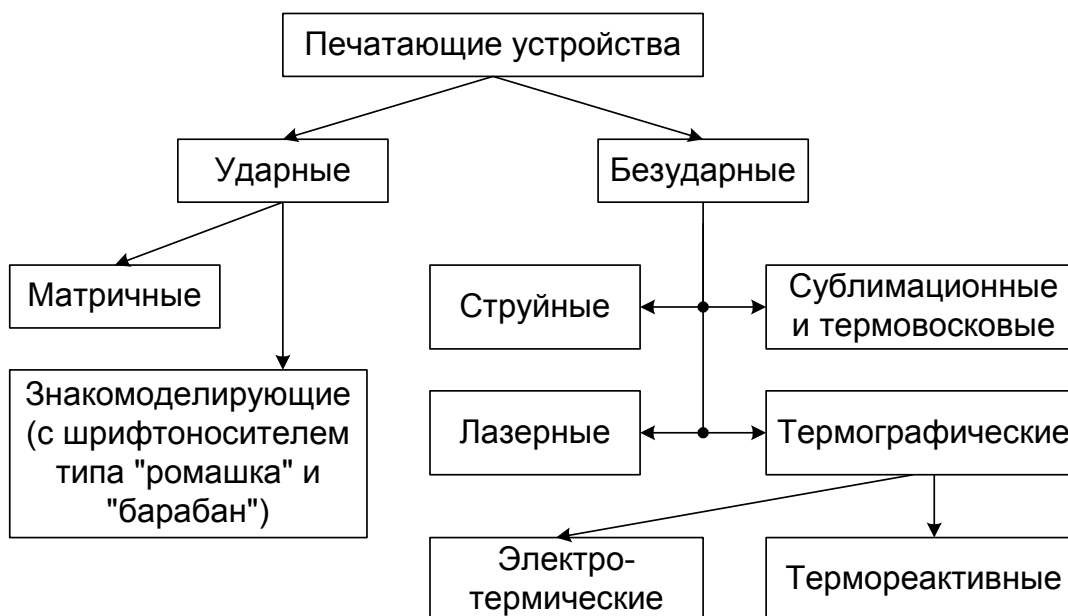 Печатающие устройства
Ударные
Безударные
Матричные
Струйные
Сублимационные
и термовосковые
Знакомоделирующие
(с шрифтоносителем
типа "ромашка" и
"барабан")
Лазерные
Термографические
Электро-
термические
Термореактивные